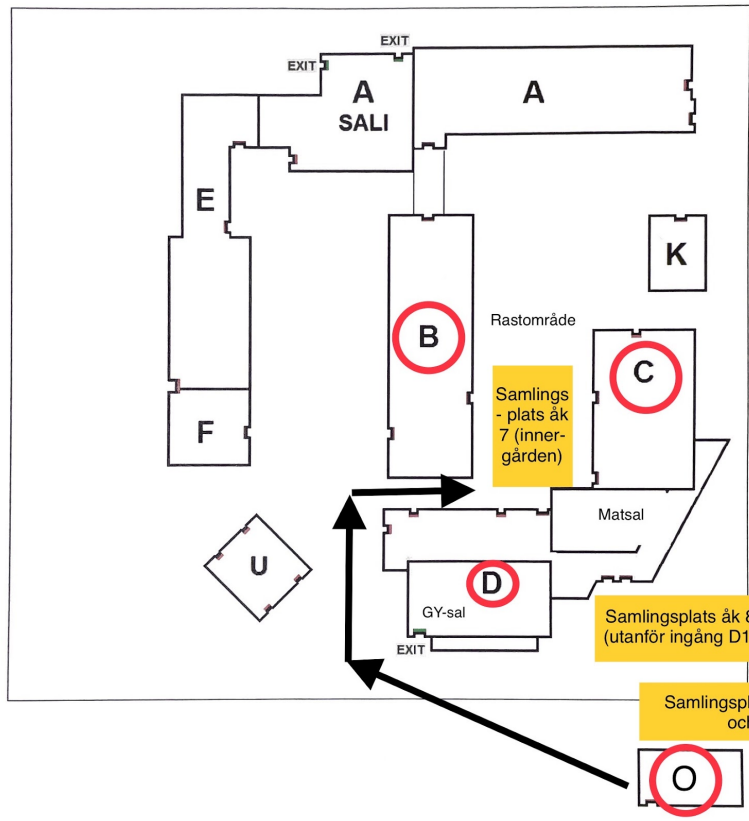 EXIT
EXIT
A
SALI
A
E
K
B
Rastområde
C
Samlings
- plats åk
7 (inner-
gården)
F
Matsal
U
D
GY-sal
EXIT
Samlingsplats åk
(utanför ingång D1
och
O